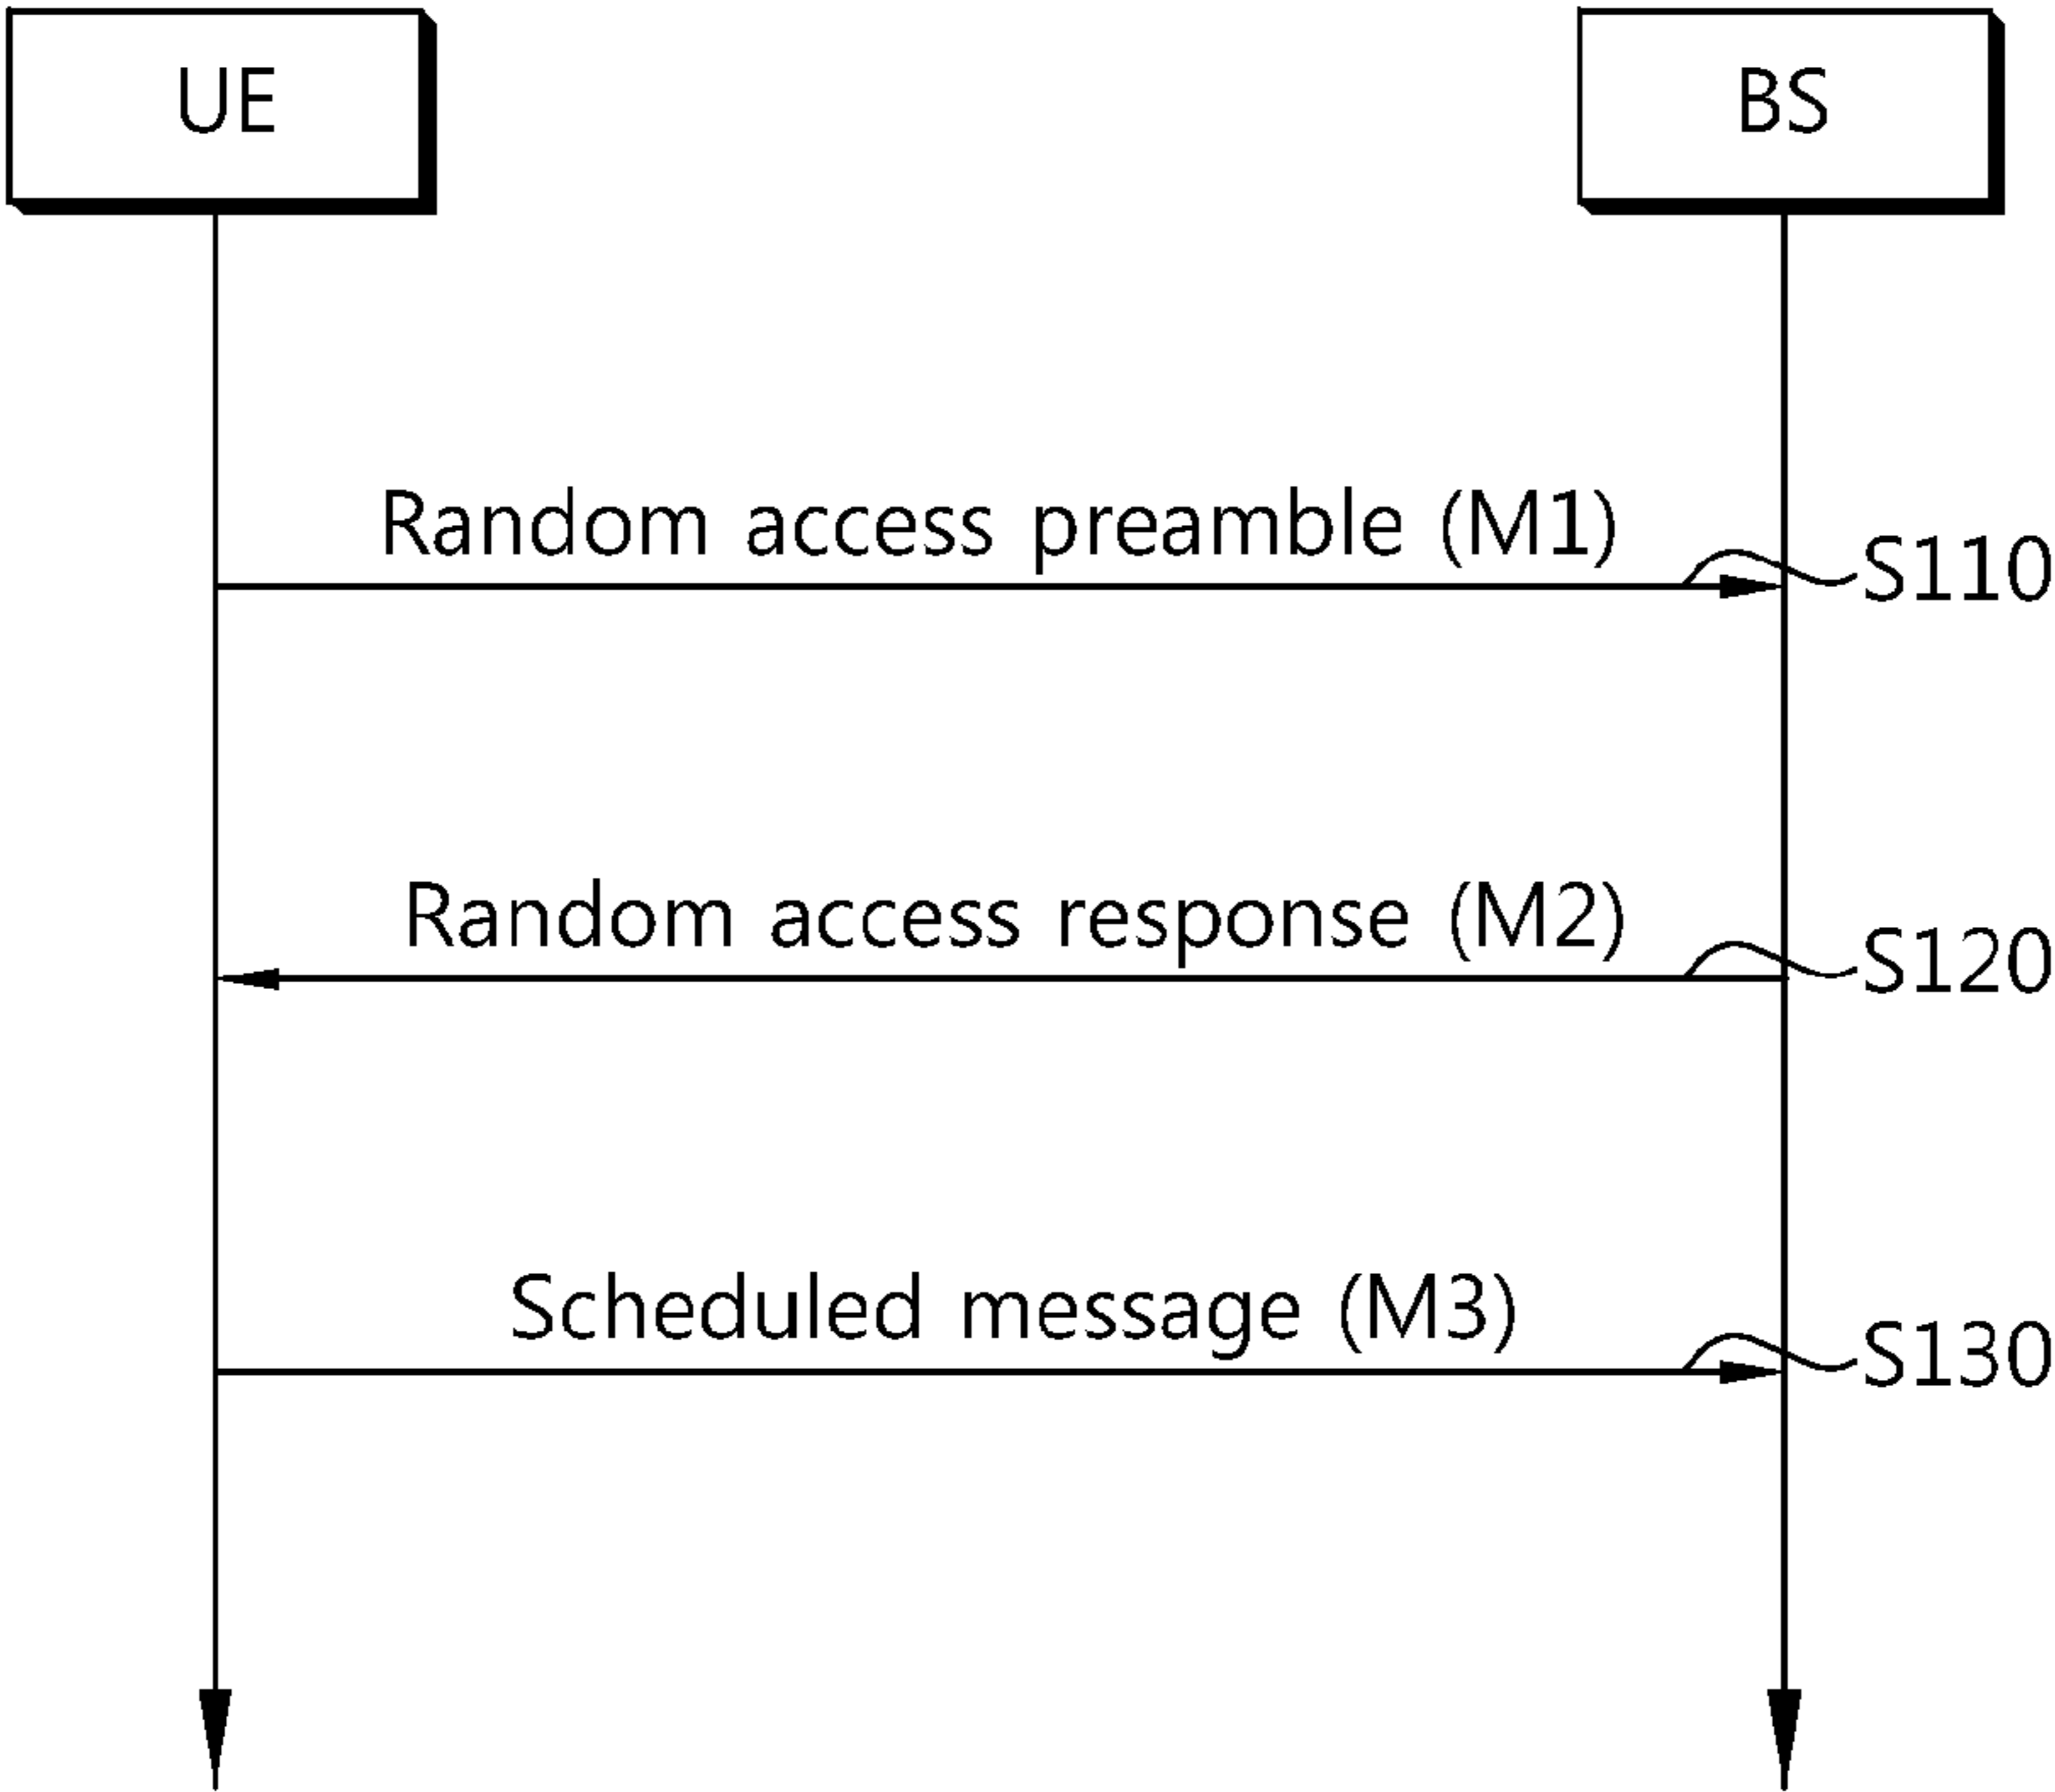 UE
BS
Random access preamble (M1)
S110
Random access response (M2)
S120
Scheduled message (M3)
S130